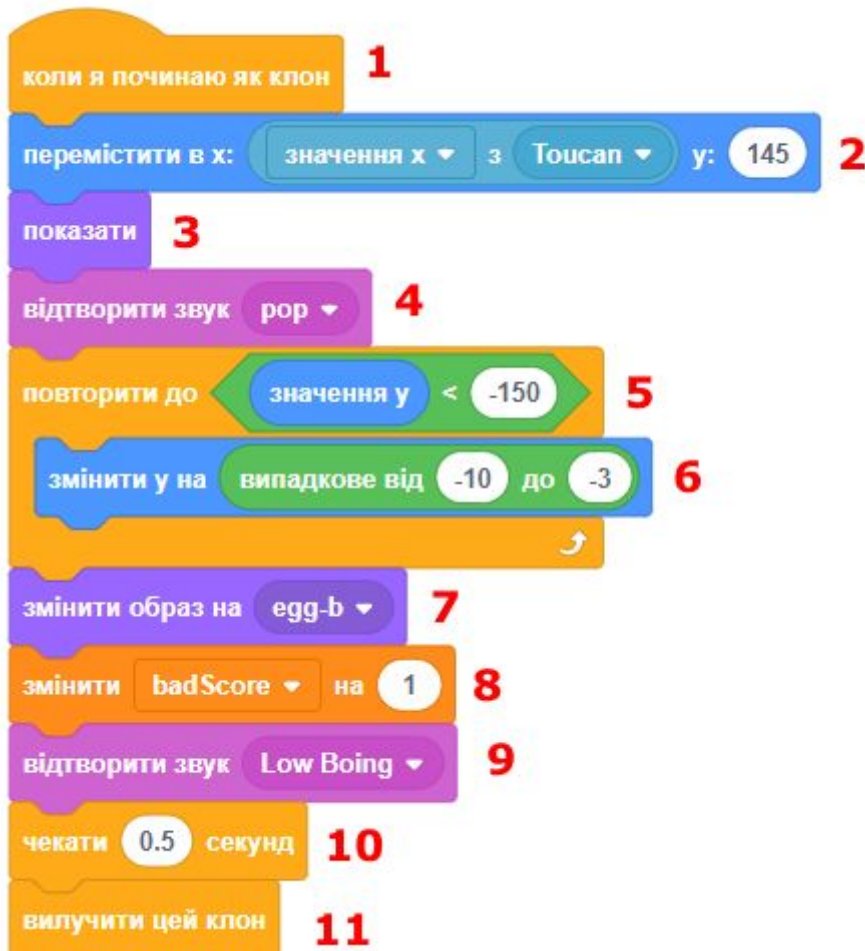 коли я починаю як клон 1
перемістити в x: значення x з Toucan y: 145 2
показати 3
відтворити звук pop 4
повторити до значення y < -150 5
змінити y на випадкове від -10 до -3 6
змінити образ на egg-b 7
змінити badScore на 1 8
відтворити звук Low Boing 9
чекати 0.5 секунд 10
вилучити цей клон 11